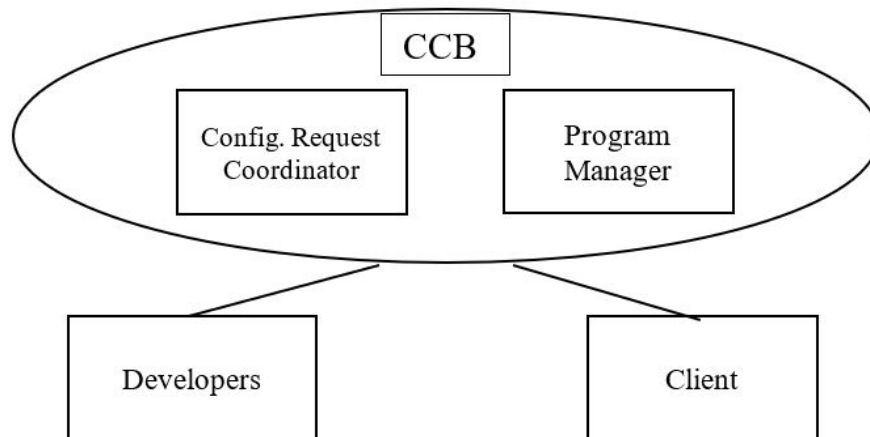 CCB
Config. Request
Coordinator
Program
Manager
Developers
Client